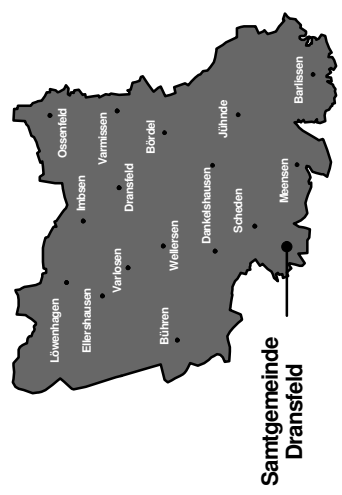 Löwenhagen
Ossenfeld
Imbsen
Ellershausen
Varmissen
Varlosen
Dransfeld
Bördel
Bühren
Wellersen
Dankelshausen
Jühnde
Scheden
Meensen
Barlissen
Samtgemeinde
Dransfeld